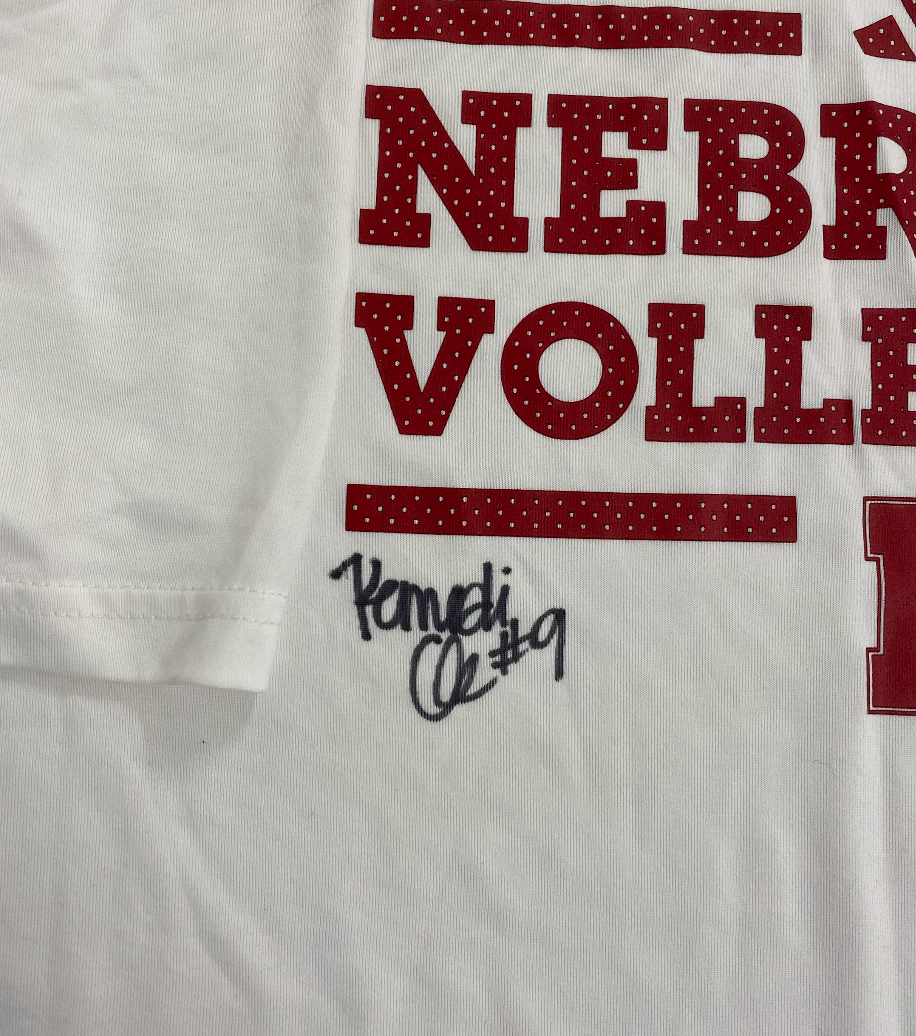 NEBR
VOLLE
Kennedi
Orr #9